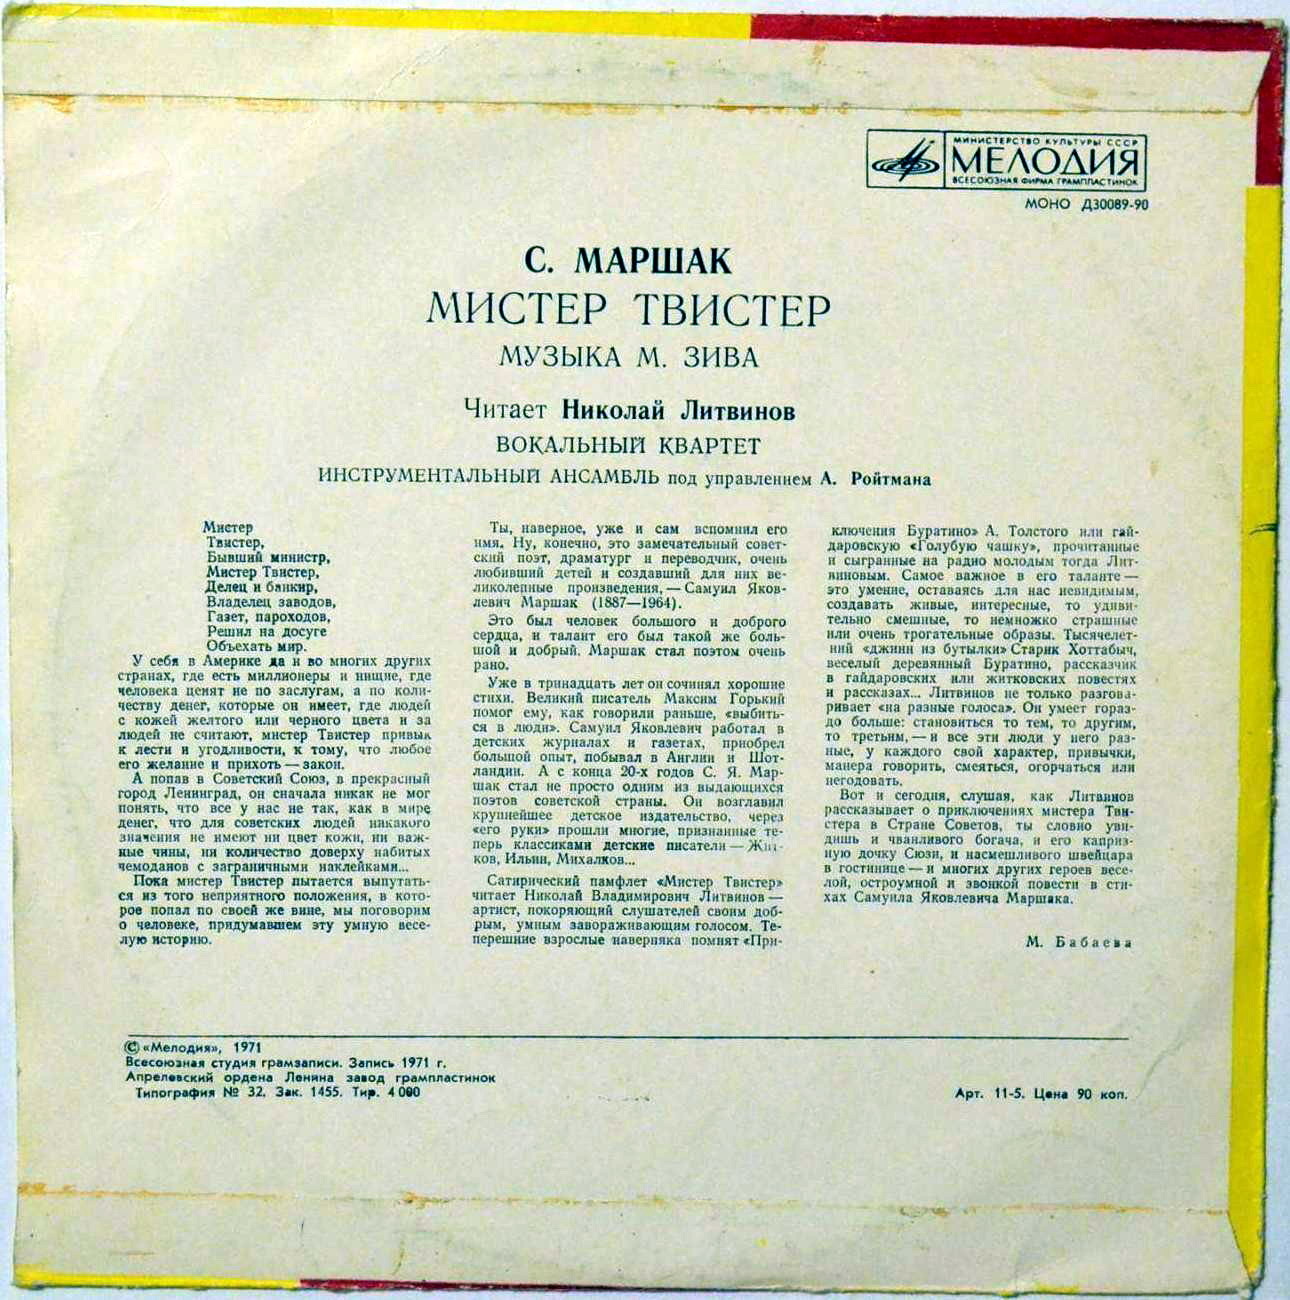 МИНИСТЕРСТВО КУЛЬТУРЫ СССР
МЕЛОДИЯ
ВСЕСОЮЗНАЯ ФИРМА ГРАМПЛАСТИНОК
МОНО Д30089-90
С. МАРШАК
МИСТЕР ТВИСТЕР
МУЗЫКА М. ЗИВА
Читает Николай Литвинов
ВОКАЛЬНЫЙ КВАРТЕТ
ИНСТРУМЕНТАЛЬНЫЙ АНСАМБЛЬ под управлением А. Ройтмана
Мистер
Твистер,
Бывший министр,
Мистер Твистер,
Делец и банкир,
Владелец заводов,
Газет, пароходов,
Решил на досуге
Объехать мир.
У себя в Америке да и во многих других
странах, где есть миллионеры и нищие, где
человека ценят не по заслугам, а по коли-
честву денег, которые он имеет, где людей
с кожей желтого или черного цвета и за
людей не считают, мистер Твистер привык
к лести и угодливости, к тому, что любое
его желание и прихоть — закон.
А попав в Советский Союз, в прекрасный
город Ленинград, он сначала никак не мог
понять, что все у нас не так, как в мире
денег, что для советских людей никакого
значения не имеют ни цвет кожи, ни важ-
ные чины, ни количество доверху набитых
чемоданов с заграничными наклейками...
Пока мистер Твистер пытается выпутать-
ся из того неприятного положения, в кото-
рое попал по своей же вине, мы поговорим
о человеке, придумавшем эту умную весе-
лую историю.
Ты, наверное, уже и сам вспомнил его
имя. Ну, конечно, это замечательный совет-
ский поэт, драматург и переводчик, очень
любивший детей и создавший для них ве-
ликолепные произведения, — Самуил Яков-
левич Маршак (1887—1964).
Это был человек большого и доброго
сердца, и талант его был такой же боль-
шой и добрый. Маршак стал поэтом очень
рано.
Уже в тринадцать лет он сочинял хорошие
стихи. Великий писатель Максим Горький
помог ему, как говорили раньше, «выбить-
ся в люди». Самуил Яковлевич работал в
детских журналах и газетах, приобрел
большой опыт, побывал в Англии и Шот-
ландии. А с конца 20-х годов С. Я. Мар-
шак стал не просто одним из выдающихся
поэтов советской страны. Он возглавил
крупнейшее детское издательство, через
«его руки» прошли многие, признанные те-
перь классиками детские писатели — Жит-
ков, Ильин, Михалков...
Сатирический памфлет «Мистер Твистер»
читает Николай Владимирович Литвинов —
артист, покоряющий слушателей своим доб-
рым, умным завораживающим голосом. Те-
перешние взрослые наверняка помнят «При-
ключения Буратино» А. Толстого или гай-
даровскую «Голубую чашку», прочитанные
и сыгранные на радио молодым тогда Лит-
виновым. Самое важное в его таланте —
это умение, оставаясь для нас невидимым,
создавать живые, интересные, то удиви-
тельно смешные, то немножко страшные
или очень трогательные образы. Тысячелет-
ний «джинн из бутылки» Старик Хоттабыч,
веселый деревянный Буратино, рассказчик
в гайдаровских или житковских повестях
и рассказах... Литвинов не только разгова-
ривает «на разные голоса». Он умеет гораз-
до больше: становиться то тем, то другим,
то третьим, — и все эти люди у него раз-
ные, у каждого свой характер, привычки,
манера говорить, смеяться, огорчаться или
негодовать.
Вот и сегодня, слушая, как Литвинов
рассказывает о приключениях мистера Тви-
стера в Стране Советов, ты словно уви-
дишь и чванливого богача, и его каприз-
ную дочку Сюзи, и насмешливого швейцара
в гостинице — и многих других героев весе-
лой, остроумной и звонкой повести в сти-
хах Самуила Яковлевича Маршака.
М. Бабаева
© «Мелодия», 1971
Всесоюзная студия грамзаписи. Запись 1971 г.
Апрелевский ордена Ленина завод грампластинок
Типография № 32. Зак. 1455. Тир. 4 000
Арт. 11-5. Цена 90 коп.